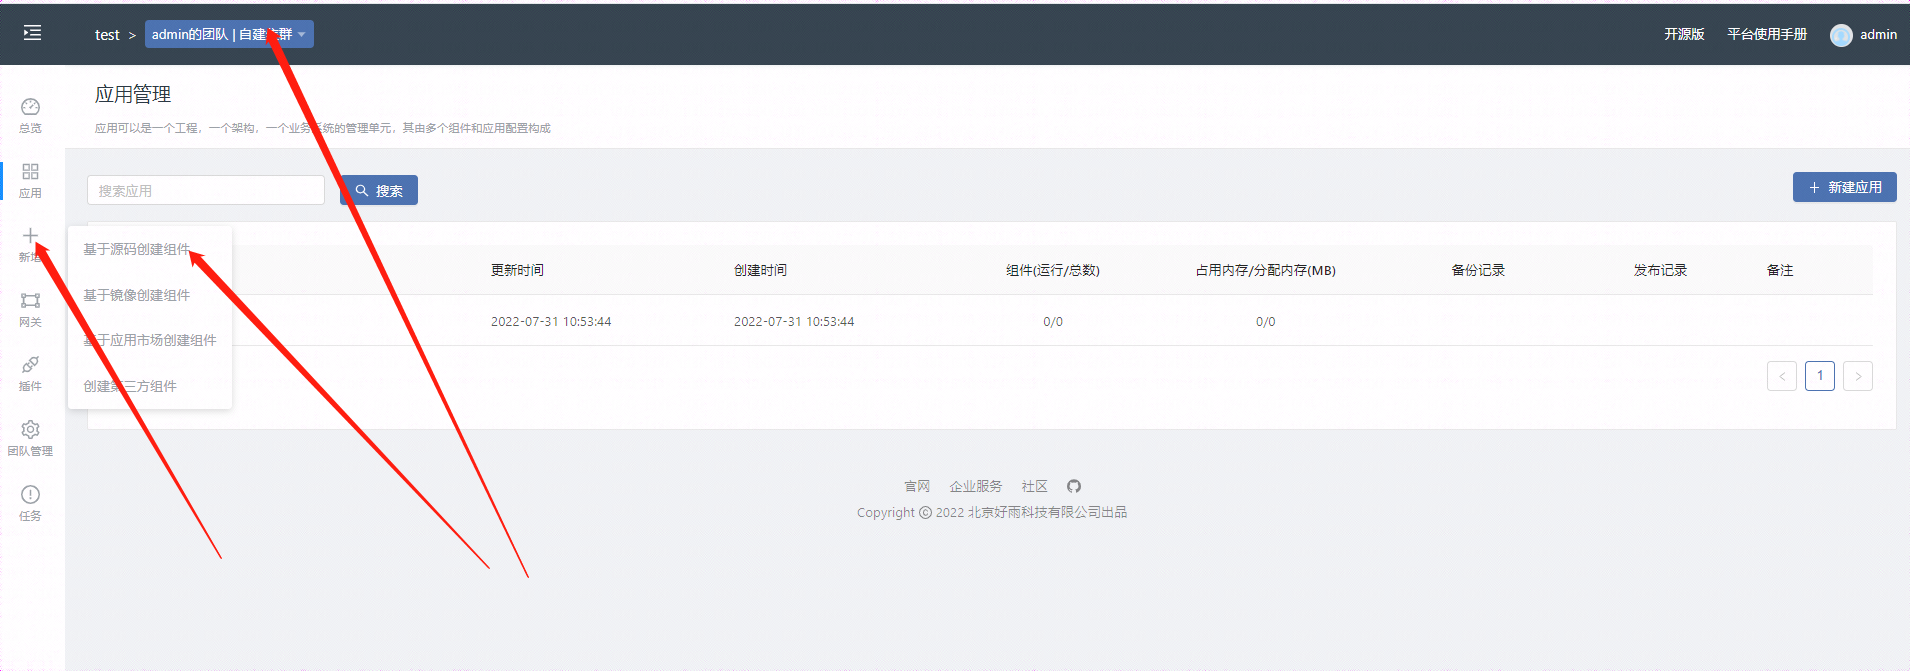 test > admin的团队 | 自建集群
开源版 平台使用手册 admin
应用管理
应用可以是一个工程，一个架构，一个业务系统的管理单元，其由多个组件和应用配置构成
总览
应用
新增
网关
插件
团队管理
任务
搜索应用 搜索
新建应用
基于源码创建组件
基于镜像创建组件
基于应用市场创建组件
创建第三方组件
更新时间 创建时间 组件(运行/总数) 占用内存/分配内存(MB) 备份记录 发布记录 备注
2022-07-31 10:53:44 2022-07-31 10:53:44 0/0 0/0
< 1 >
官网 企业服务 社区
Copyright © 2022 北京好雨科技有限公司出品